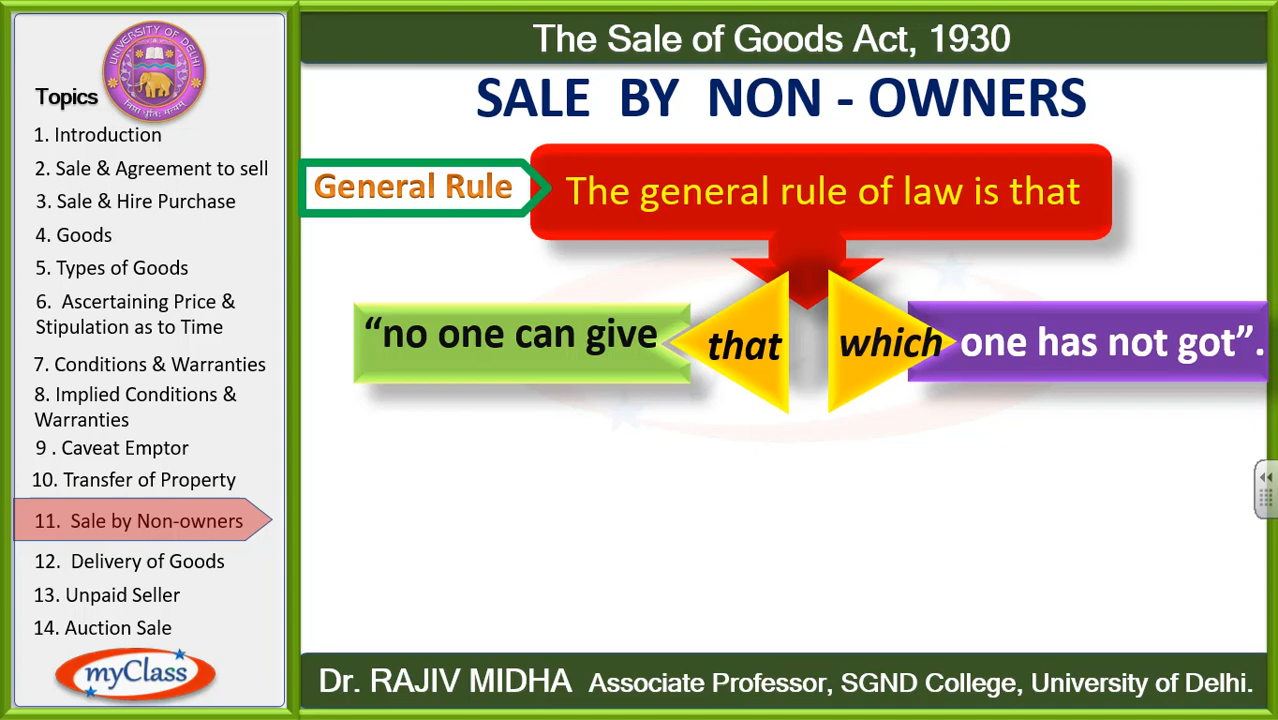 UNIVERSITY OF DELHI
Topics
1. Introduction
2. Sale & Agreement to sell
3. Sale & Hire Purchase
4. Goods
5. Types of Goods
6. Ascertaining Price &
Stipulation as to Time
7. Conditions & Warranties
8. Implied Conditions &
Warranties
9 . Caveat Emptor
10. Transfer of Property
11. Sale by Non-owners
12. Delivery of Goods
13. Unpaid Seller
14. Auction Sale
myClass
The Sale of Goods Act, 1930
SALE BY NON - OWNERS
General Rule
The general rule of law is that
“no one can give that which one has not got”.
Dr. RAJIV MIDHA Associate Professor, SGND College, University of Delhi.